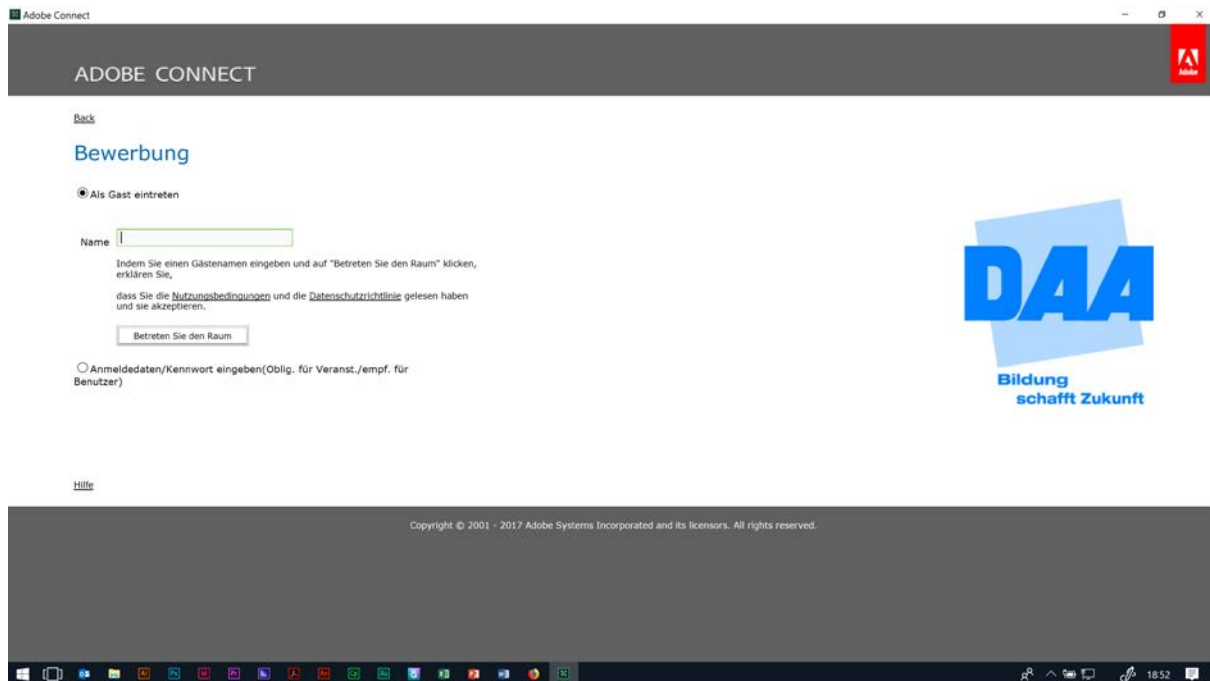 Adobe Connect
ADOBE CONNECT
Adobe
Back
Bewerbung
Als Gast eintreten
Name
Indem Sie einen Gästenamen eingeben und auf "Betreten Sie den Raum" klicken,
erklären Sie,
dass Sie die Nutzungsbedingungen und die Datenschutzrichtlinie gelesen haben
und sie akzeptieren.
Betreten Sie den Raum
Anmeldedaten/Kennwort eingeben(Oblig. für Veranst./empf. für
Benutzer)
DAA
Bildung
schafft Zukunft
Hilfe
Copyright © 2001 - 2017 Adobe Systems Incorporated and its licensors. All rights reserved.
18:52